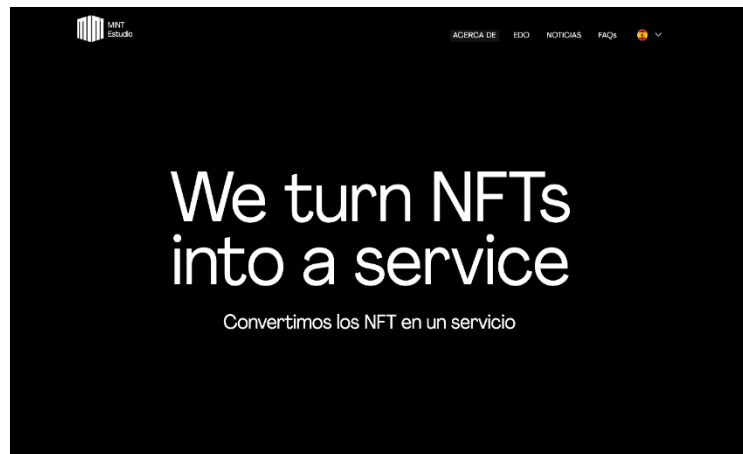 MINT
Estudio
ACERCA DE EDO NOTICIAS FAQs
We turn NFTs
into a service
Convertimos los NFT en un servicio